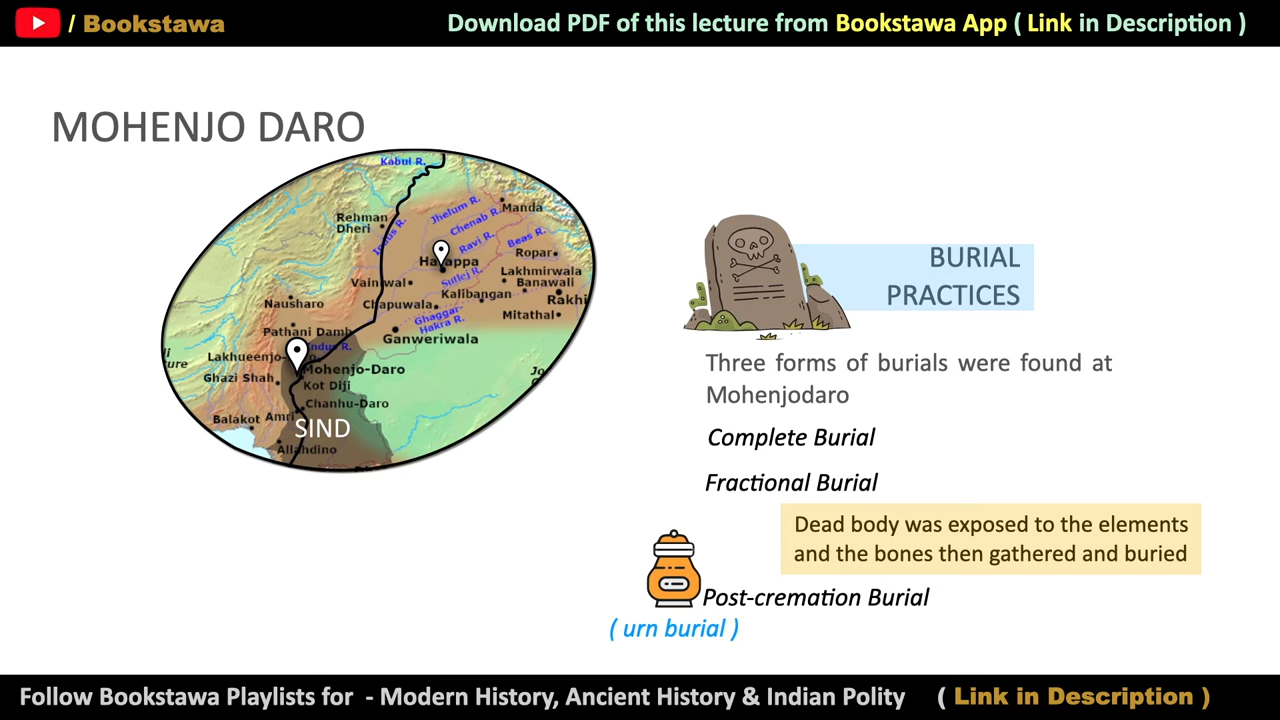 / Bookstawa
Download PDF of this lecture from Bookstawa App ( Link in Description )
MOHENJO DARO
Kabul R.
Rehman
Dheri
Indus R.
Jhelum R.
Manda
Chenab R.
Ravi R.
Beas R.
Harappa
Ropar
Sutlej R.
Lakhmirwala
Vainiwal
Banawali
Kalibangan
Rakhi
Nausharo
Chapuwala
Ghaggar-
Hakra R.
Mitathal
Pathani Damb
Ganweriwala
Indus R.
Lakhueenjo-
Mohenjo-Daro
Ghazi Shah
Kot Diji
Chanhu-Daro
Balakot
Amri
SIND
Allahdino
BURIAL
PRACTICES
Three forms of burials were found at
Mohenjodaro
Complete Burial
Fractional Burial
Dead body was exposed to the elements
and the bones then gathered and buried
Post-cremation Burial
( urn burial )
Follow Bookstawa Playlists for - Modern History, Ancient History & Indian Polity ( Link in Description )